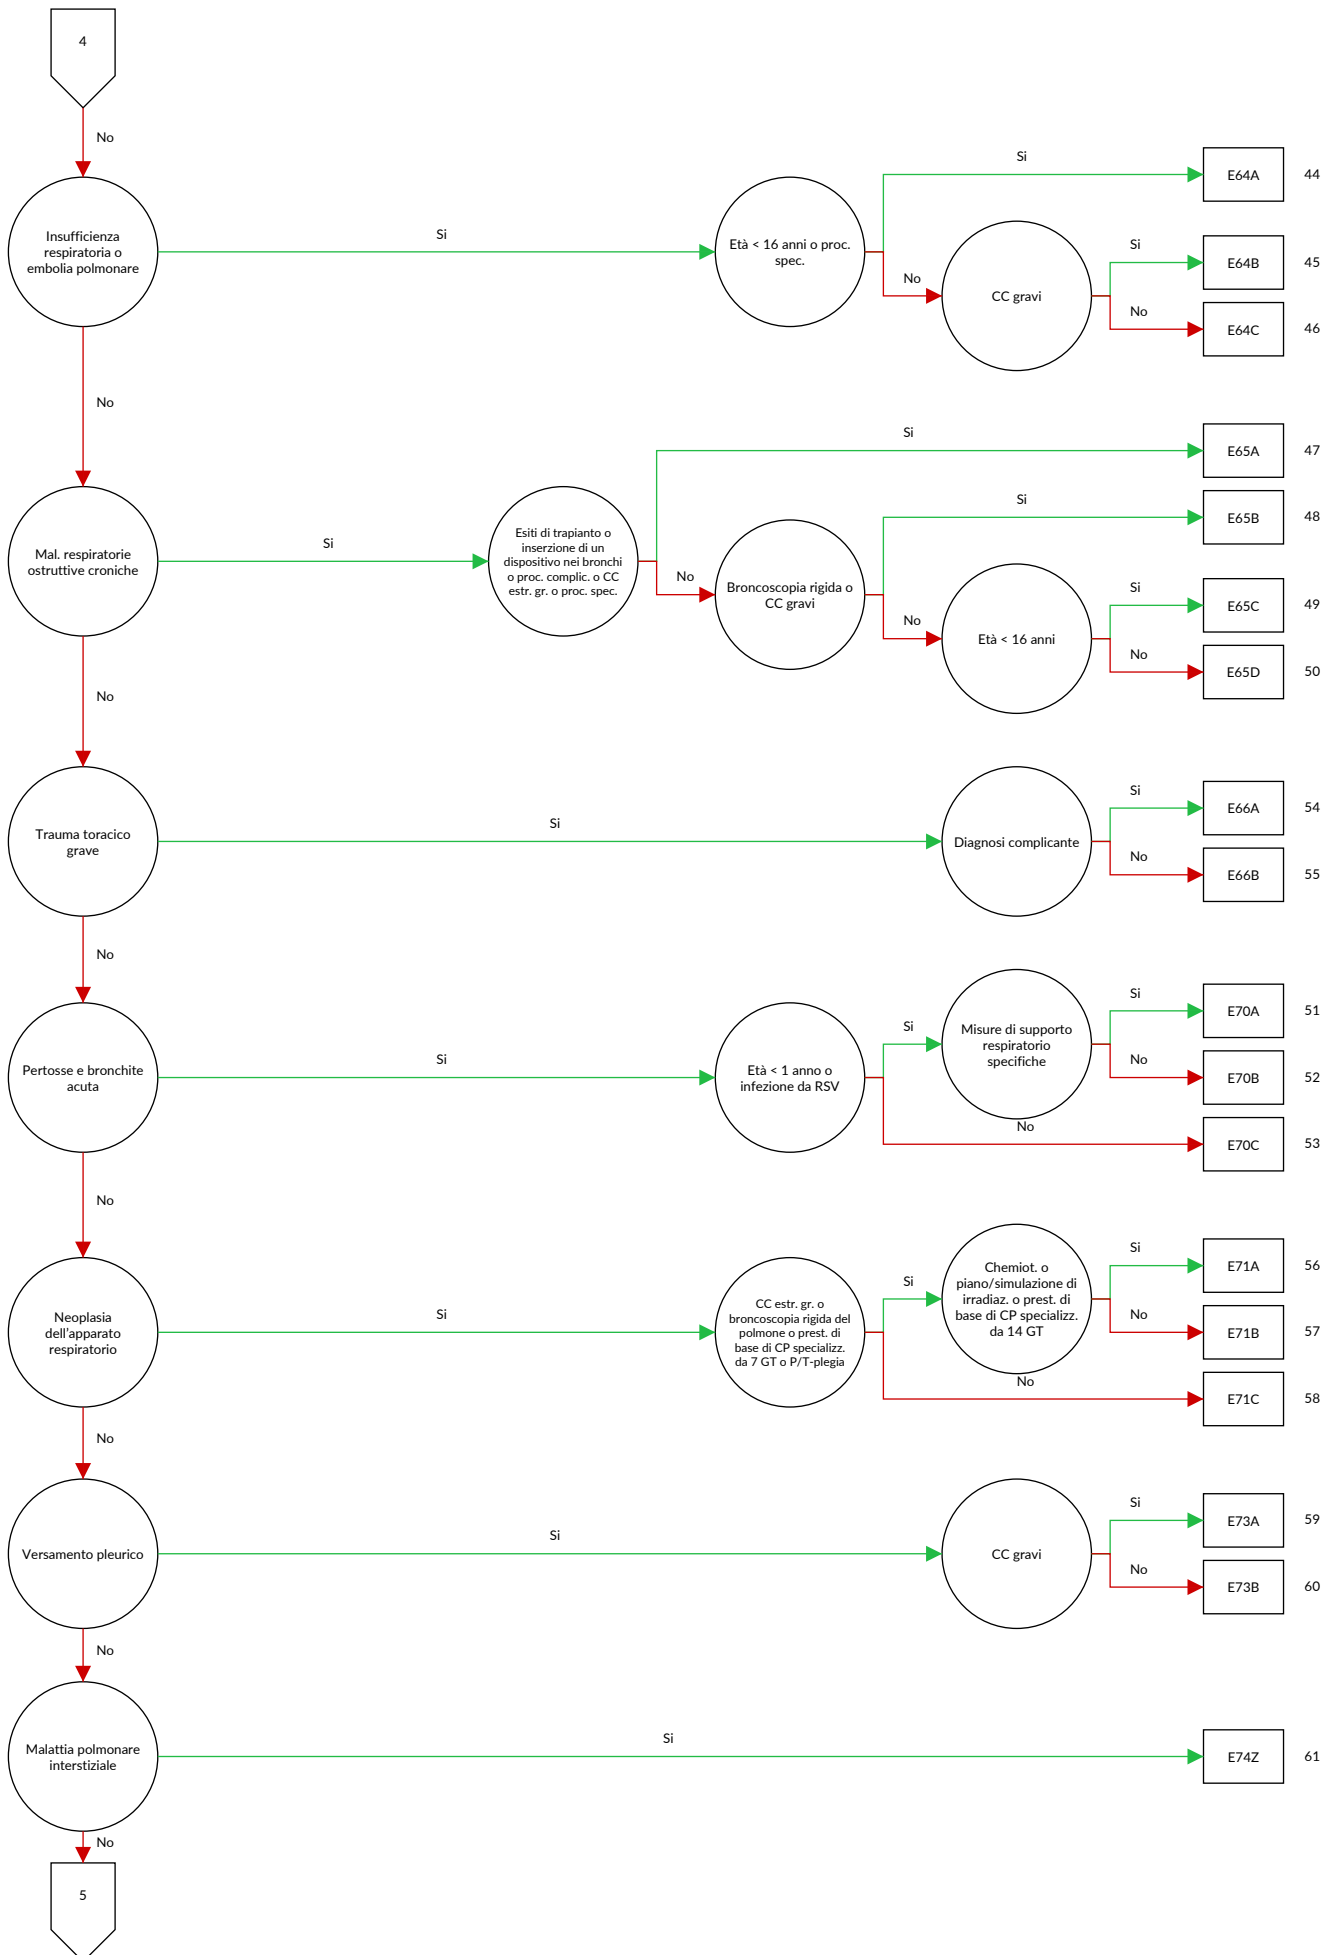 4
No
Insufficienza
respiratoria o
embolia polmonare
Si
Età < 16 anni o proc.
spec.
Si
E64A
44
No
CC gravi
Si
E64B
45
No
E64C
46
No
Mal. respiratorie
ostruttive croniche
Si
Esiti di trapianto o
inserzione di un
dispositivo nei bronchi
o proc. complic. o CC
estr. gr. o proc. spec.
Si
E65A
47
No
Broncoscopia rigida o
CC gravi
Si
E65B
48
No
Età < 16 anni
Si
E65C
49
No
E65D
50
No
Trauma toracico
grave
Si
Diagnosi complicante
Si
E66A
54
No
E66B
55
No
Pertosse e bronchite
acuta
Si
Età < 1 anno o
infezione da RSV
Si
Misure di supporto
respiratorio
specifiche
Si
E70A
51
No
E70B
52
No
E70C
53
No
Neoplasia
dell'apparato
respiratorio
Si
CC estr. gr. o
broncoscopia rigida del
polmone o prest. di
base di CP specializz.
da 7 GT o P/T-plegia
Si
Chemiot. o
piano/simulazione di
irradiaz. o prest. di
base di CP specializz.
da 14 GT
Si
E71A
56
No
E71B
57
No
E71C
58
No
Versamento pleurico
Si
CC gravi
Si
E73A
59
No
E73B
60
No
Malattia polmonare
interstiziale
Si
E74Z
61
No
5